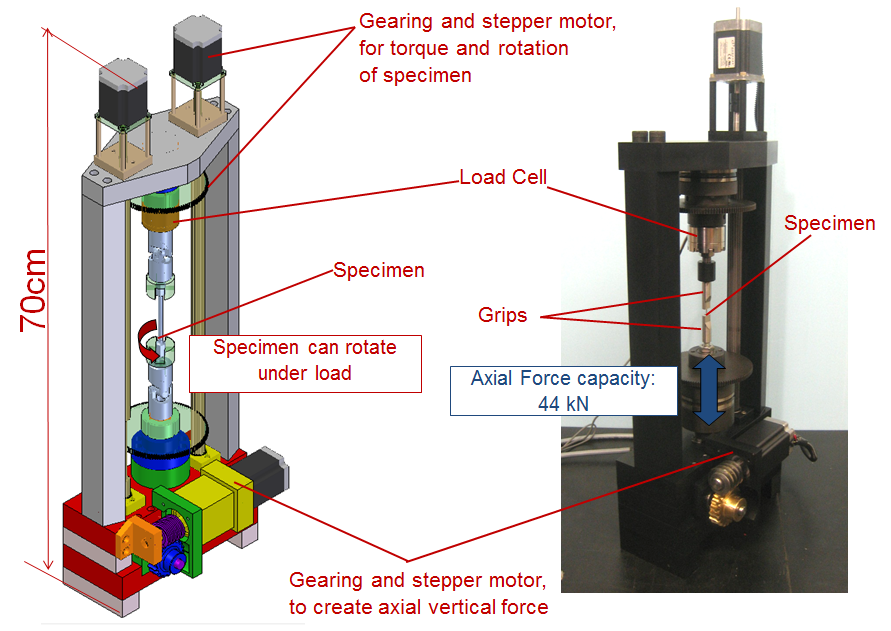 Gearing and stepper motor,
for torque and rotation
of specimen
Load Cell
Specimen
Specimen
70cm
Grips
Specimen can rotate
under load
Axial Force capacity:
44 kN
Gearing and stepper motor,
to create axial vertical force